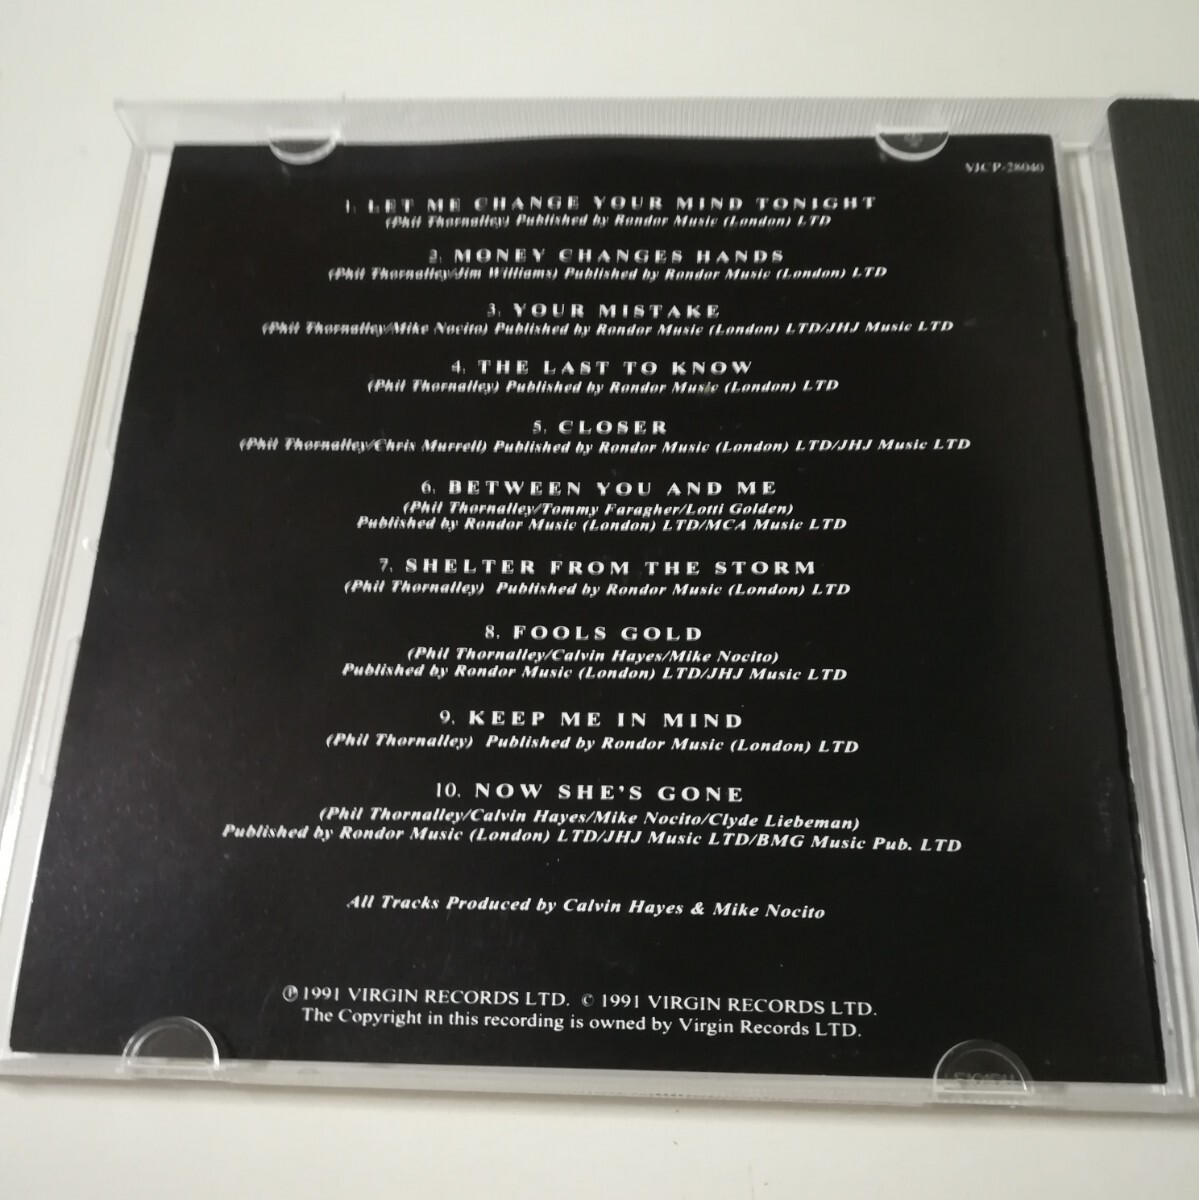 VJCP-28040
1. LET ME CHANGE YOUR MIND TONIGHT
(Phil Thornalley) Published by Rondor Music (London) LTD
2. MONEY CHANGES HANDS
(Phil Thornalley/Jim Williams) Published by Rondor Music (London) LTD
3. YOUR MISTAKE
(Phil Thornalley/Mike Nocito) Published by Rondor Music (London) LTD/JHJ Music LTD
4. THE LAST TO KNOW
(Phil Thornalley) Published by Rondor Music (London) LTD
5. CLOSER
(Phil Thornalley/Chris Murrell) Published by Rondor Music (London) LTD/JHJ Music LTD
6. BETWEEN YOU AND ME
(Phil Thornalley/Tommy Faragher/Lotti Golden)
Published by Rondor Music (London) LTD/MCA Music LTD
7. SHELTER FROM THE STORM
(Phil Thornalley) Published by Rondor Music (London) LTD
8. FOOLS GOLD
(Phil Thornalley/Calvin Hayes/Mike Nocito)
Published by Rondor Music (London) LTD/JHJ Music LTD
9. KEEP ME IN MIND
(Phil Thornalley) Published by Rondor Music (London) LTD
10. NOW SHE'S GONE
(Phil Thornalley/Calvin Hayes/Mike Nocito/Clyde Liebeman)
Published by Rondor Music (London) LTD/JHJ Music LTD/BMG Music Pub. LTD
All Tracks Produced by Calvin Hayes & Mike Nocito
℗ 1991 VIRGIN RECORDS LTD. © 1991 VIRGIN RECORDS LTD.
The Copyright in this recording is owned by Virgin Records LTD.